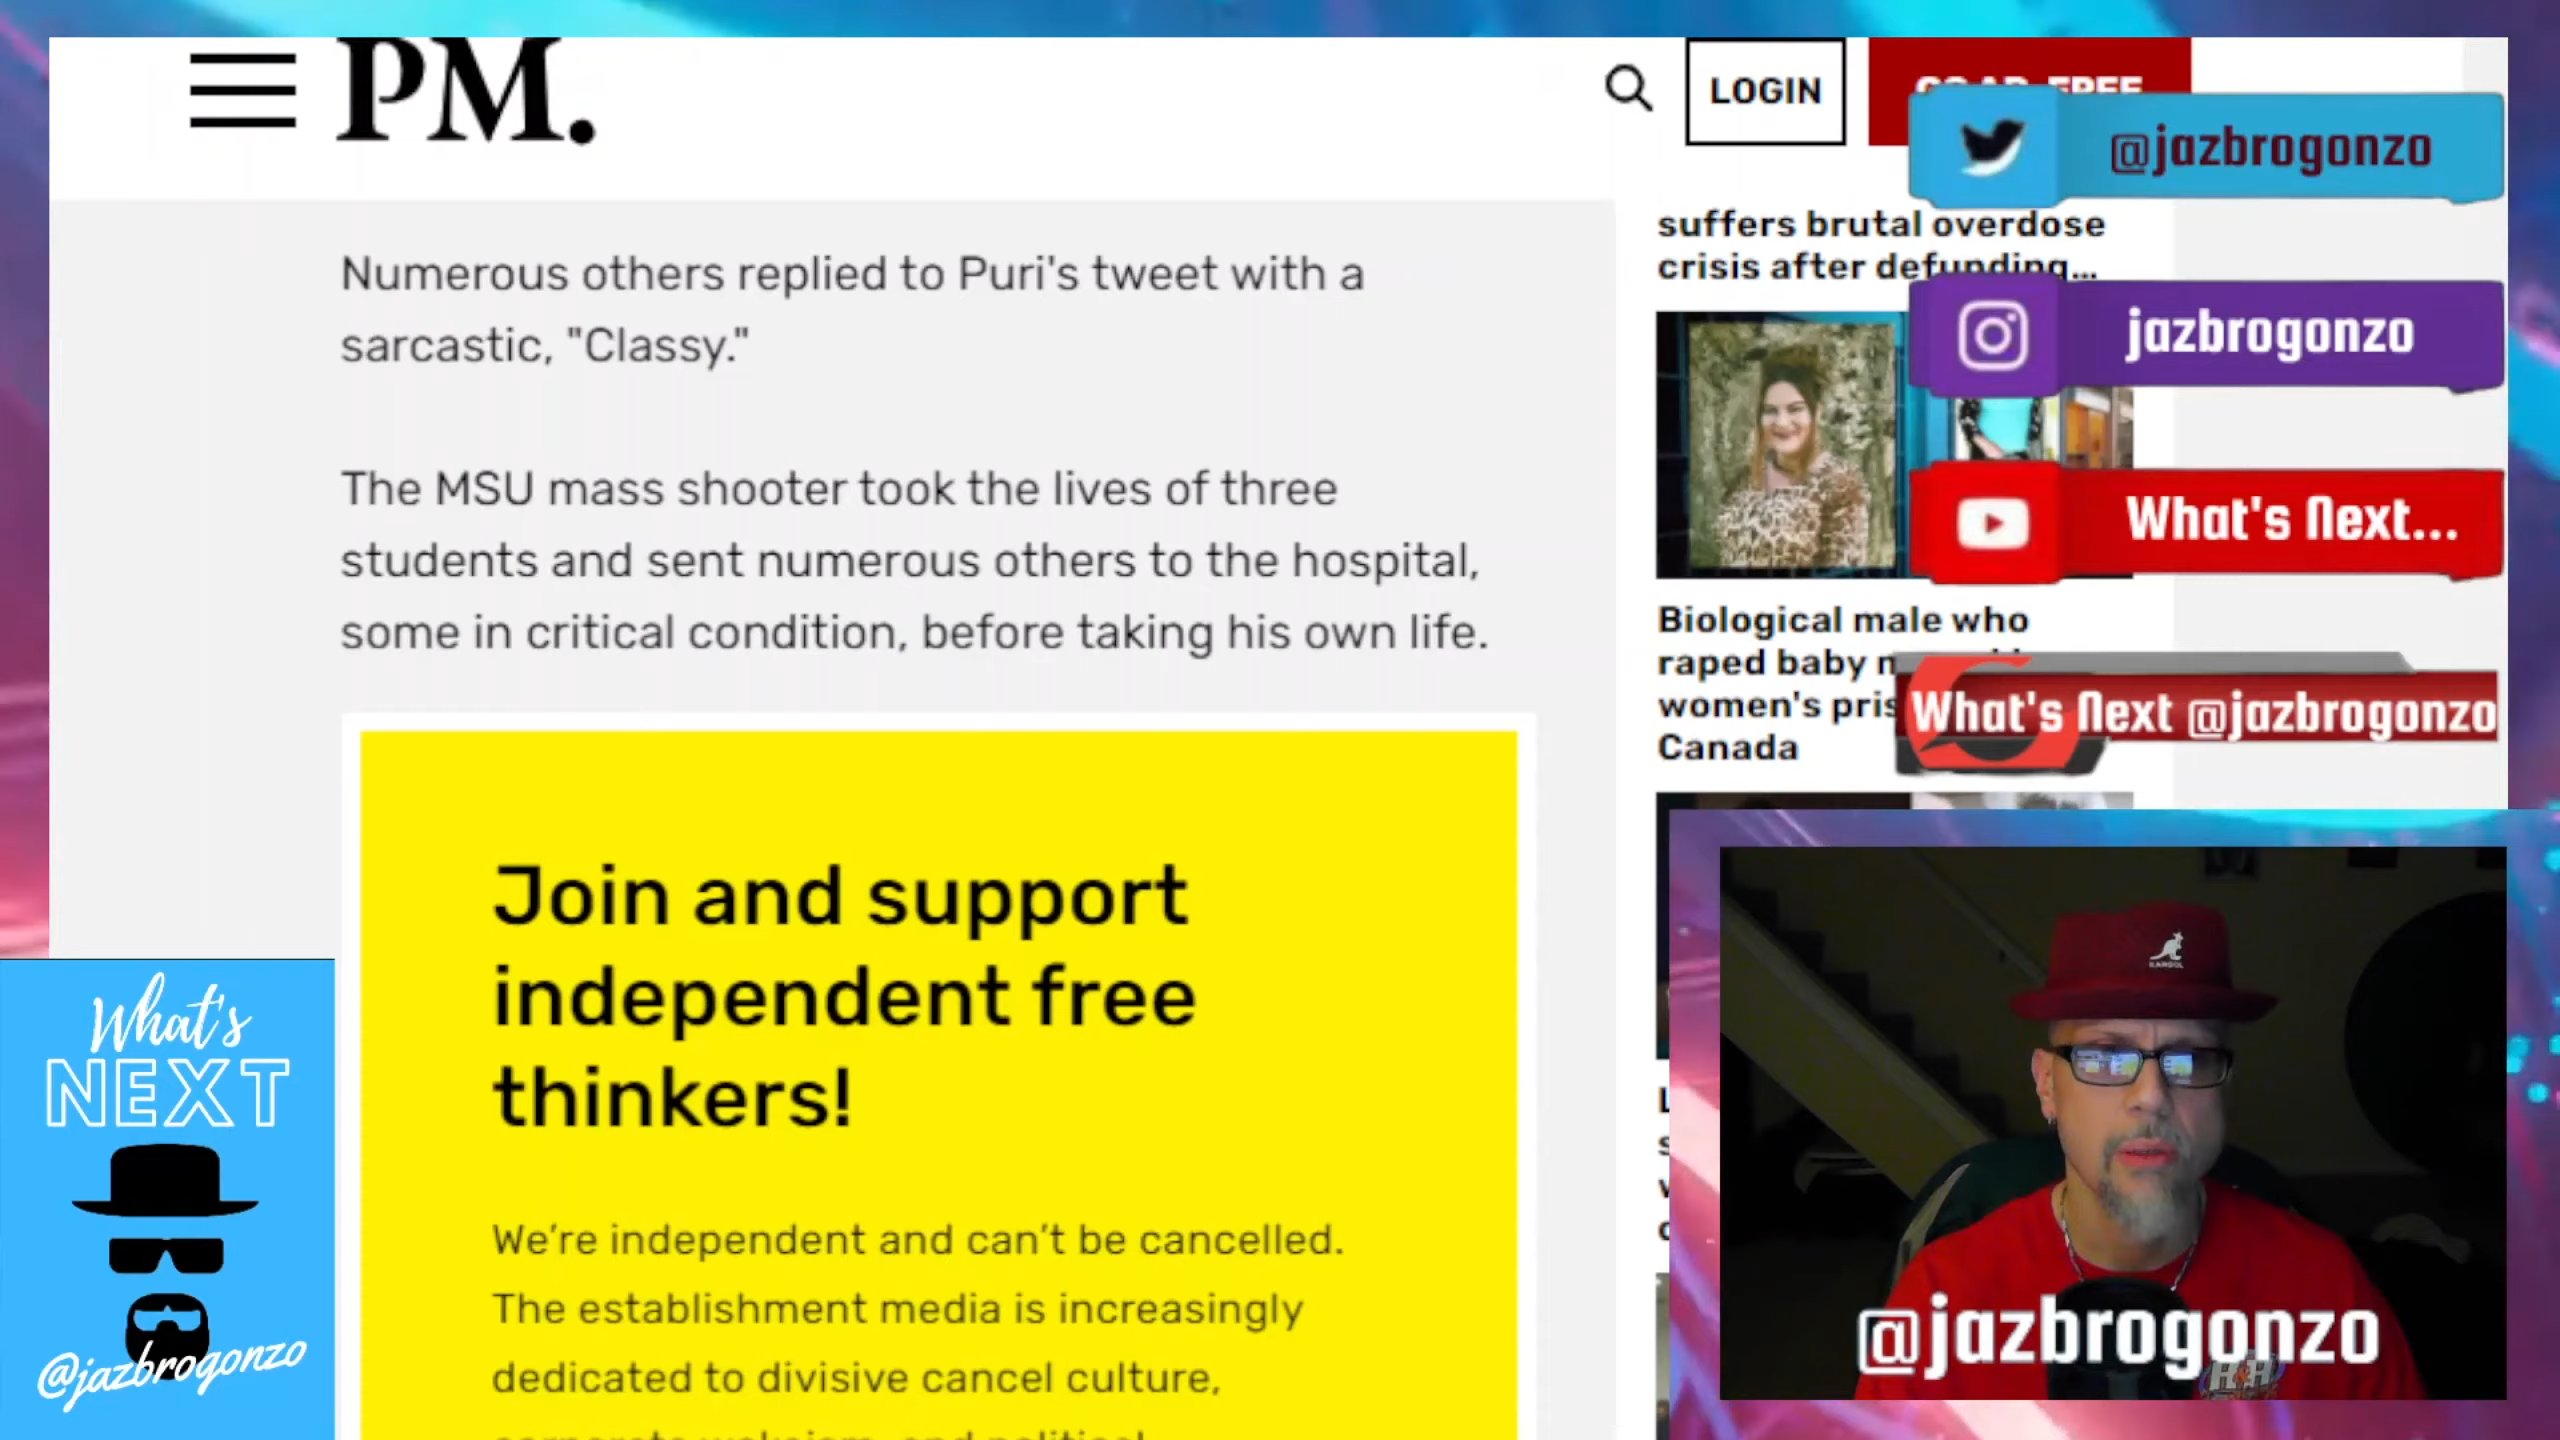 PM.
LOGIN
Numerous others replied to Puri's tweet with a
sarcastic, "Classy."
The MSU mass shooter took the lives of three
students and sent numerous others to the hospital,
some in critical condition, before taking his own life.
Join and support
independent free
thinkers!
We're independent and can't be cancelled.
The establishment media is increasingly
dedicated to divisive cancel culture,
suffers brutal overdose
crisis after defunding...
Biological male who
raped baby
women's
Canada
@jazbrogonzo
jazbrogonzo
What's Next...
What's Next @jazbrogonzo
What's
NEXT
@jazbrogonzo
KANGOL
@jazbrogonzo
H&H